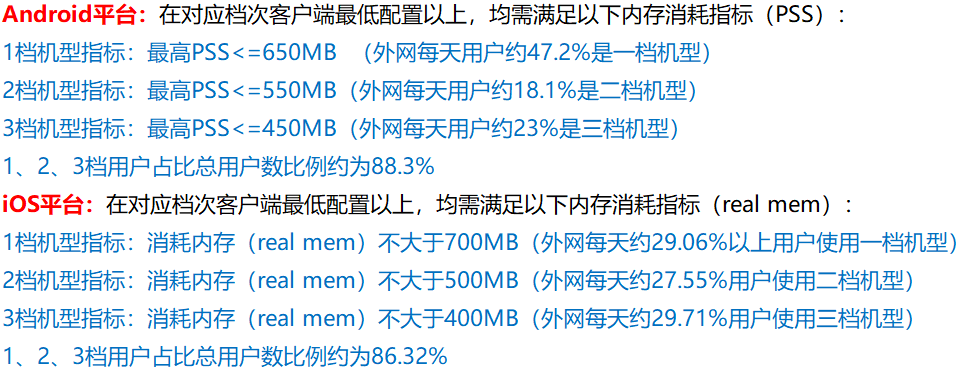 Android平台：在对应档次客户端最低配置以上，均需满足以下内存消耗指标（PSS）：
1档机型指标：最高PSS<=650MB （外网每天用户约47.2%是一档机型）
2档机型指标：最高PSS<=550MB（外网每天用户约18.1%是二档机型）
3档机型指标：最高PSS<=450MB（外网每天用户约23%是三档机型）
1、2、3档用户占比总用户数比例约为88.3%
iOS平台：在对应档次客户端最低配置以上，均需满足以下内存消耗指标（real mem）：
1档机型指标：消耗内存（real mem）不大于700MB（外网每天约29.06%以上用户使用一档机型）
2档机型指标：消耗内存（real mem）不大于500MB（外网每天约27.55%用户使用二档机型）
3档机型指标：消耗内存（real mem）不大于400MB（外网每天约29.71%用户使用三档机型）
1、2、3档用户占比总用户数比例约为86.32%